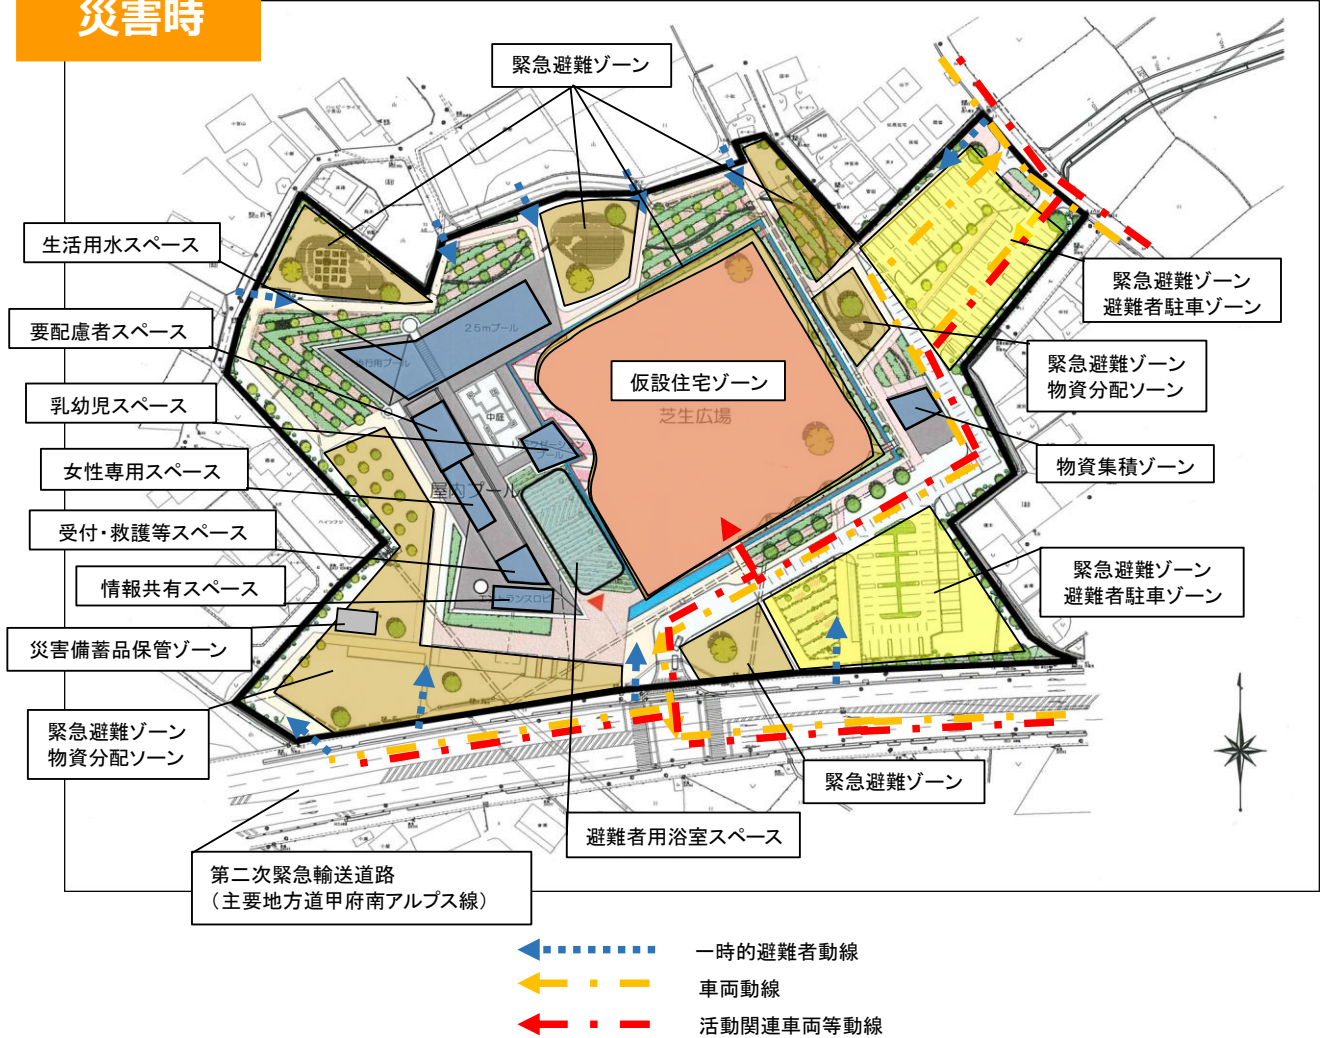 災害時
緊急避難ゾーン
生活用水スペース
要配慮者スペース
乳幼児スペース
女性専用スペース
受付・救護等スペース
情報共有スペース
災害備蓄品保管ゾーン
緊急避難ゾーン
物資分配ソーン
第二次緊急輸送道路
（主要地方道甲府南アルプス線）
25mプール
中庭
屋内プール
仮設住宅ゾーン
芝生広場
緊急避難ゾーン
避難者駐車ゾーン
緊急避難ゾーン
物資分配ソーン
物資集積ゾーン
緊急避難ゾーン
避難者駐車ゾーン
緊急避難ゾーン
避難者用浴室スペース
一時的避難者動線
車両動線
活動関連車両等動線